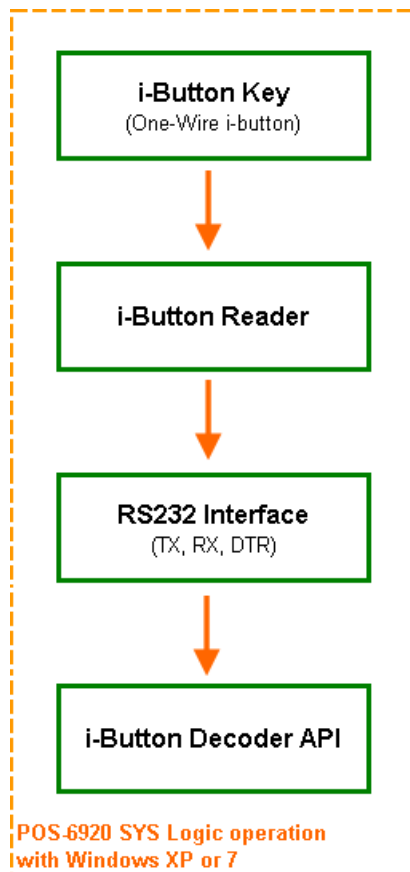 i-Button Key
(One-Wire i-button)
i-Button Reader
RS232 Interface
(TX, RX, DTR)
i-Button Decoder API
POS-6920 SYS Logic operation
with Windows XP or 7